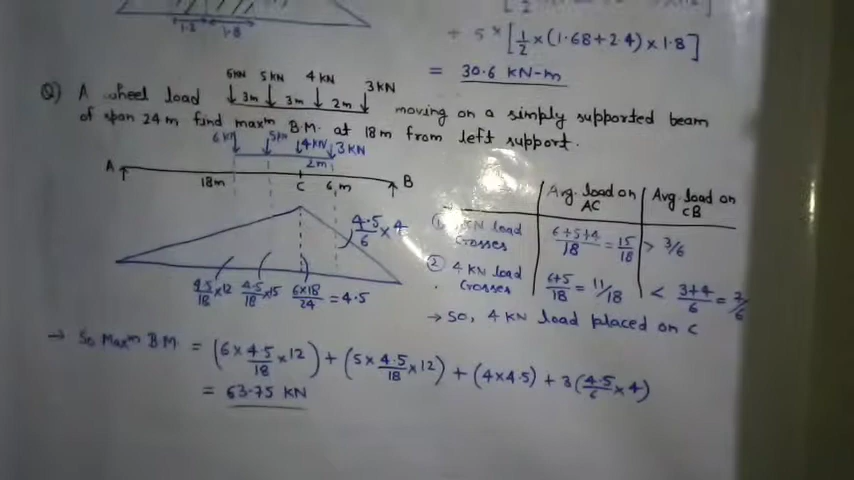 1.8 1.8
+ 5 × [1/2 × (1.68 + 2.4) × 1.8]
= 30.6 KN-m
6KN 5KN 4KN 3KN
3m 3m 2m
Q) A wheel load moving on a simply supported beam
of span 24 m find max^m B.M. at 18m from left support.
6KN 5KN 4KN 3KN
2m
A B
18m C 6m
4.5/6 × 4
4.5/18 × 12 4.5/18 × 15 6×18/24 = 4.5
Avg. load on AC Avg. load on CB
① KN load Crosses 6+5+4/18 = 15/18 > 3/6
② 4 KN load Crosses 6+5/18 = 11/18 < 3+4/6 = 7/6
→ So, 4 KN load placed on C
→ So Max^m BM = (6 × 4.5/18 × 12) + (5 × 4.5/18 × 12) + (4 × 4.5) + 3(4.5/6 × 4)
= 63.75 KN